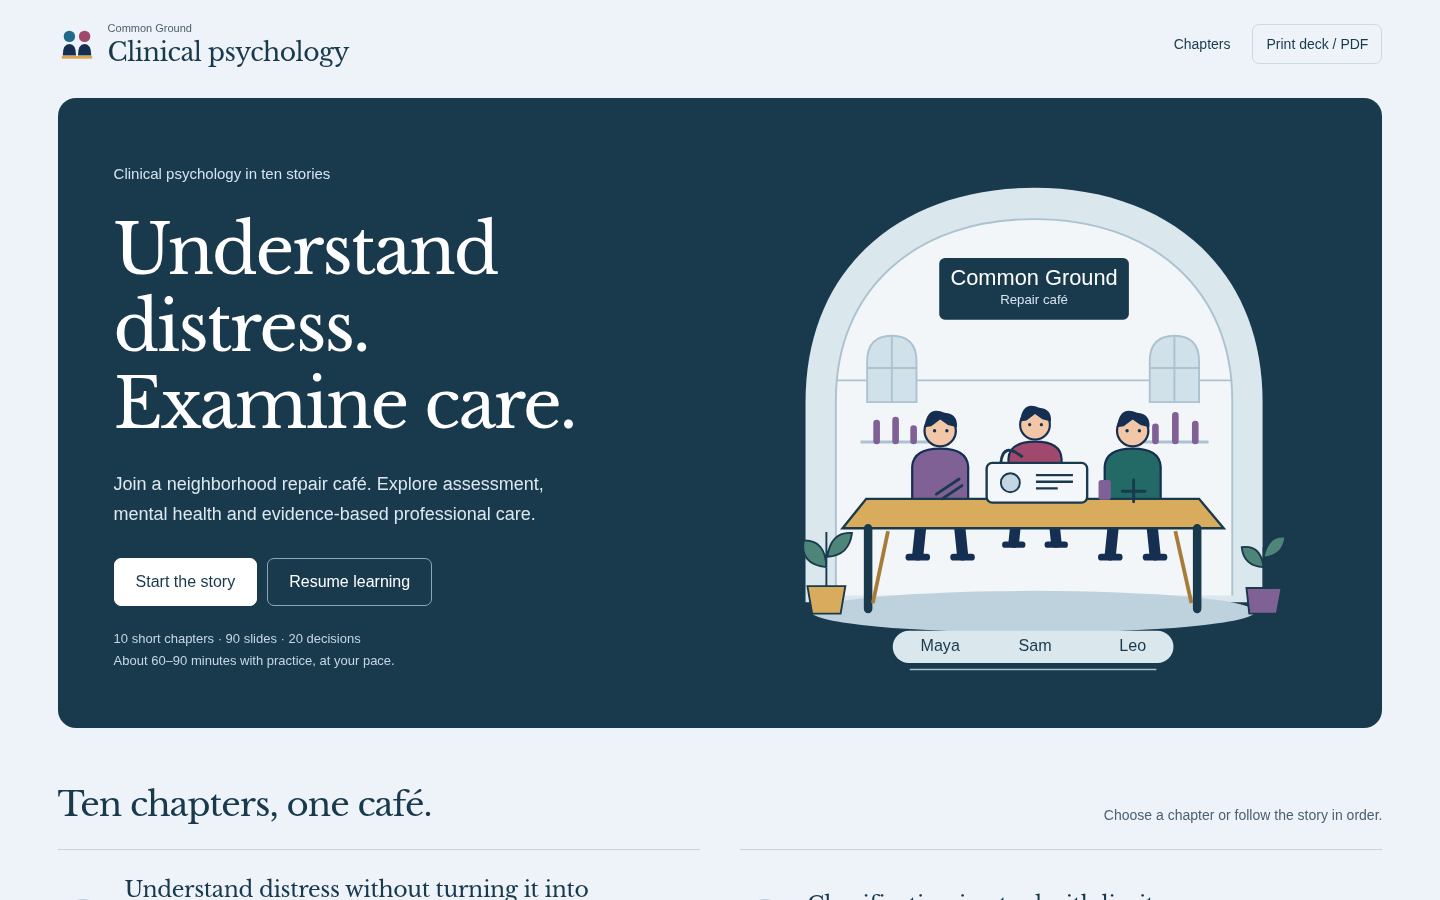 Common Ground
Clinical psychology
Chapters
Print deck / PDF
Clinical psychology in ten stories
Understand
distress.
Examine care.
Join a neighborhood repair café. Explore assessment,
mental health and evidence-based professional care.
Start the story
Resume learning
10 short chapters · 90 slides · 20 decisions
About 60–90 minutes with practice, at your pace.
Common Ground
Repair café
Maya
Sam
Leo
Ten chapters, one café.
Choose a chapter or follow the story in order.
Understand distress without turning it into